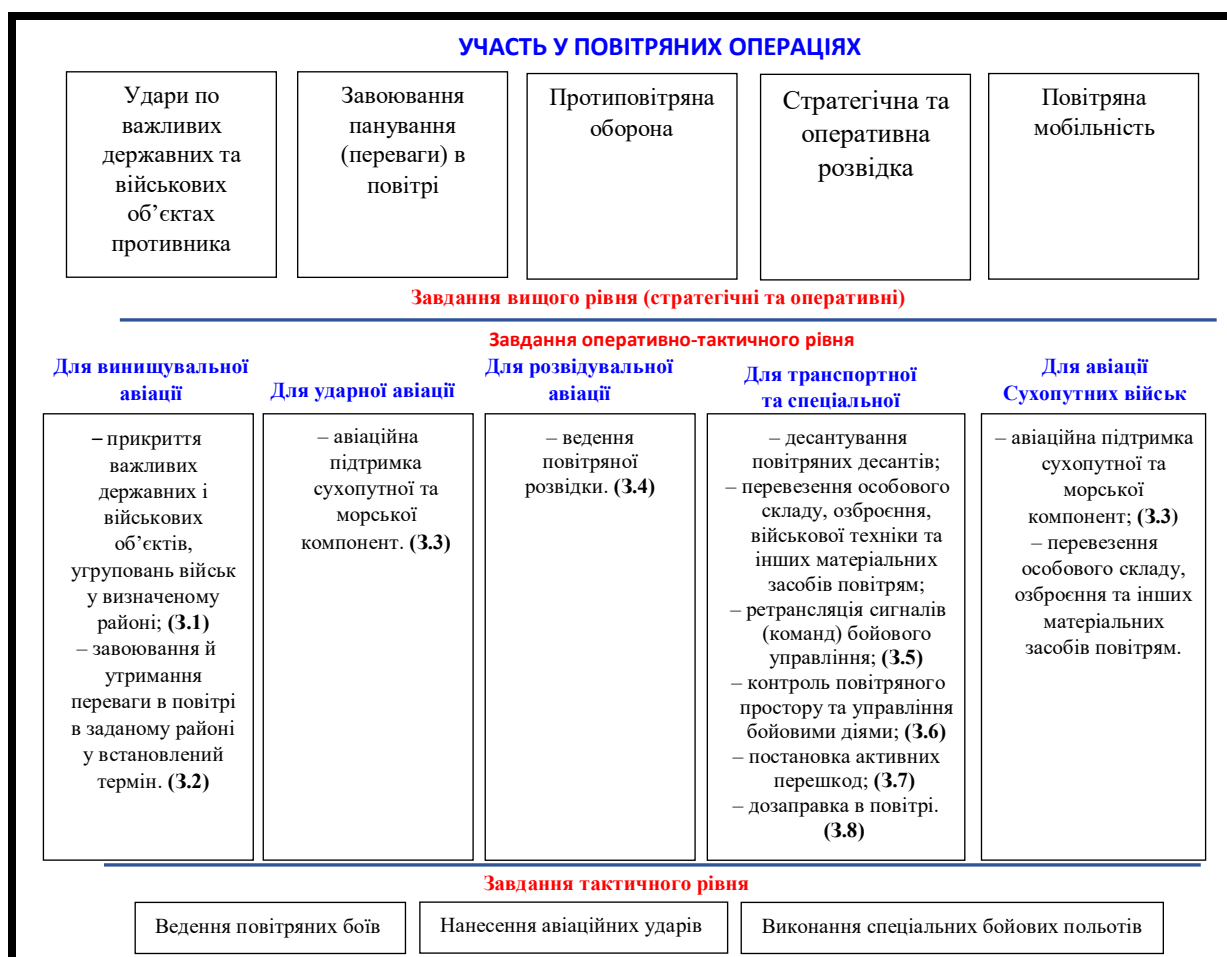 УЧАСТЬ У ПОВІТРЯНИХ ОПЕРАЦІЯХ
Удари по
важливих
державних та
військових
об’єктах
противника
Завоювання
панування
(переваги) в
повітрі
Протиповітряна
оборона
Стратегічна та
оперативна
розвідка
Повітряна
мобільність
Завдання вищого рівня (стратегічні та оперативні)
Завдання оперативно-тактичного рівня
Для винищувальної
авіації
– прикриття
важливих
державних і
військових
об’єктів,
угруповань військ
у визначеному
районі; (З.1)
– завоювання й
утримання
переваги в повітрі
в заданому районі
у встановлений
термін. (З.2)
Для ударної авіації
– авіаційна
підтримка
сухопутної та
морської
компонент. (З.3)
Для розвідувальної
авіації
– ведення
повітряної
розвідки. (З.4)
Для транспортної
та спеціальної
– десантування
повітряних десантів;
– перевезення особового
складу, озброєння,
військової техніки та
інших матеріальних
засобів повітрям;
– ретрансляція сигналів
(команд) бойового
управління; (З.5)
– контроль повітряного
простору та управління
бойовими діями; (З.6)
– постановка активних
перешкод; (З.7)
– дозаправка в повітрі.
(З.8)
Для авіації
Сухопутних військ
– авіаційна підтримка
сухопутної та
морської
компонент; (З.3)
– перевезення
особового складу,
озброєння та інших
матеріальних
засобів повітрям.
Завдання тактичного рівня
Ведення повітряних боїв
Нанесення авіаційних ударів
Виконання спеціальних бойових польотів